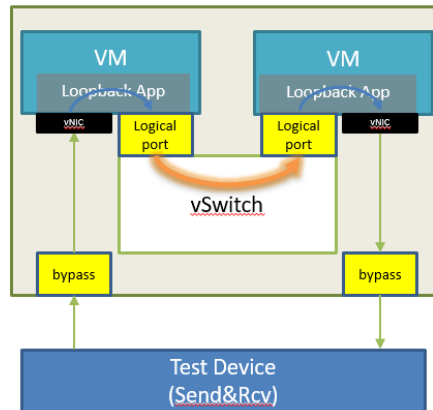 VM
VM
Loopback App
Loopback App
vNIC
Logical
port
Logical
port
vNIC
vSwitch
bypass
bypass
Test Device
(Send&Rcv)